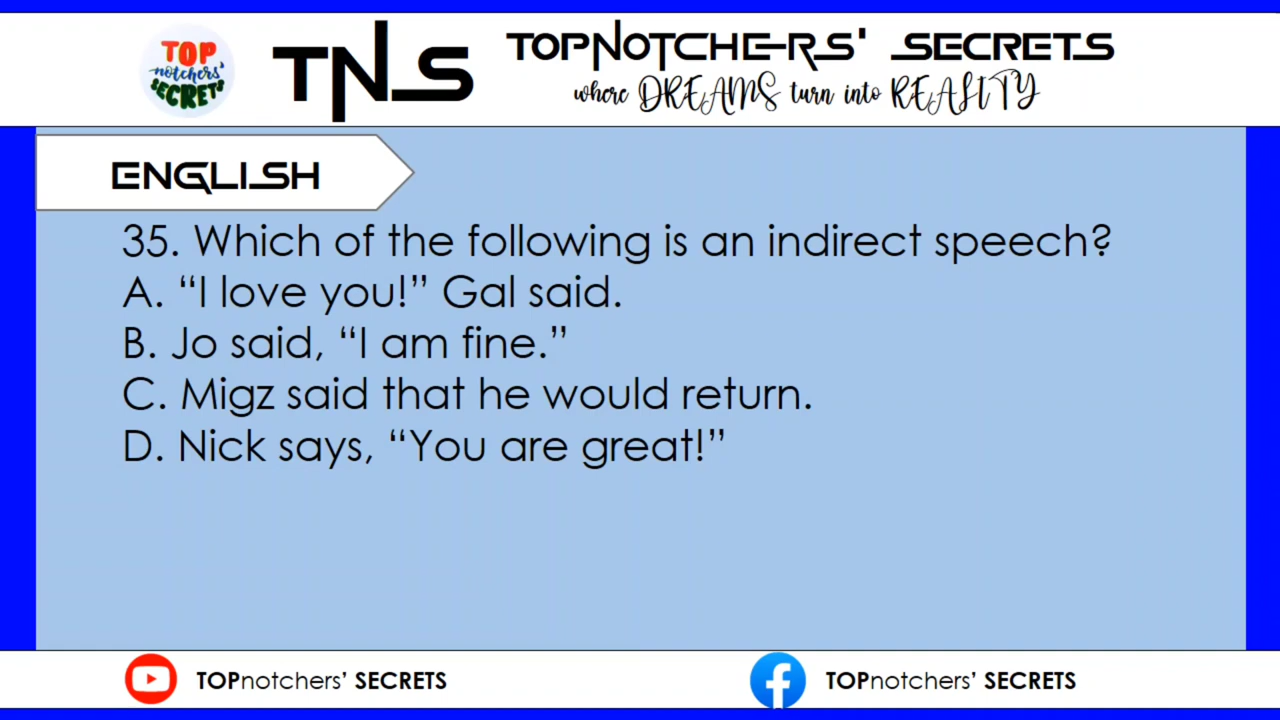 TOP
notchers'
SECRETS
TNS
TOPNOTCHERS' SECRETS
where DREAMS turn into REALITY
ENGLISH
35. Which of the following is an indirect speech?
A. “I love you!” Gal said.
B. Jo said, “I am fine.”
C. Migz said that he would return.
D. Nick says, “You are great!”
TOPnotchers’ SECRETS
TOPnotchers’ SECRETS